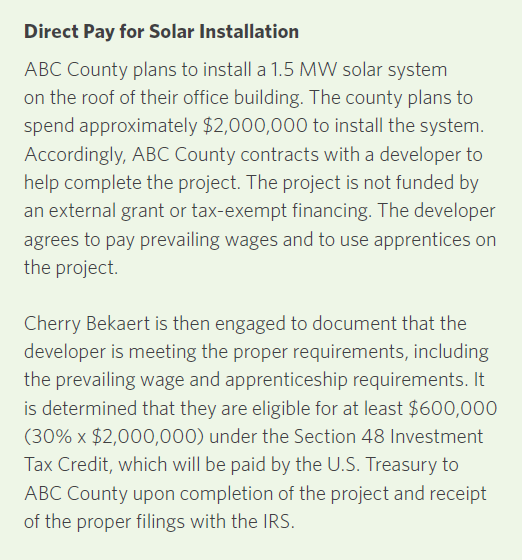 Direct Pay for Solar Installation
ABC County plans to install a 1.5 MW solar system
on the roof of their office building. The county plans to
spend approximately $2,000,000 to install the system.
Accordingly, ABC County contracts with a developer to
help complete the project. The project is not funded by
an external grant or tax-exempt financing. The developer
agrees to pay prevailing wages and to use apprentices on
the project.
Cherry Bekaert is then engaged to document that the
developer is meeting the proper requirements, including
the prevailing wage and apprenticeship requirements. It
is determined that they are eligible for at least $600,000
(30% x $2,000,000) under the Section 48 Investment
Tax Credit, which will be paid by the U.S. Treasury to
ABC County upon completion of the project and receipt
of the proper filings with the IRS.